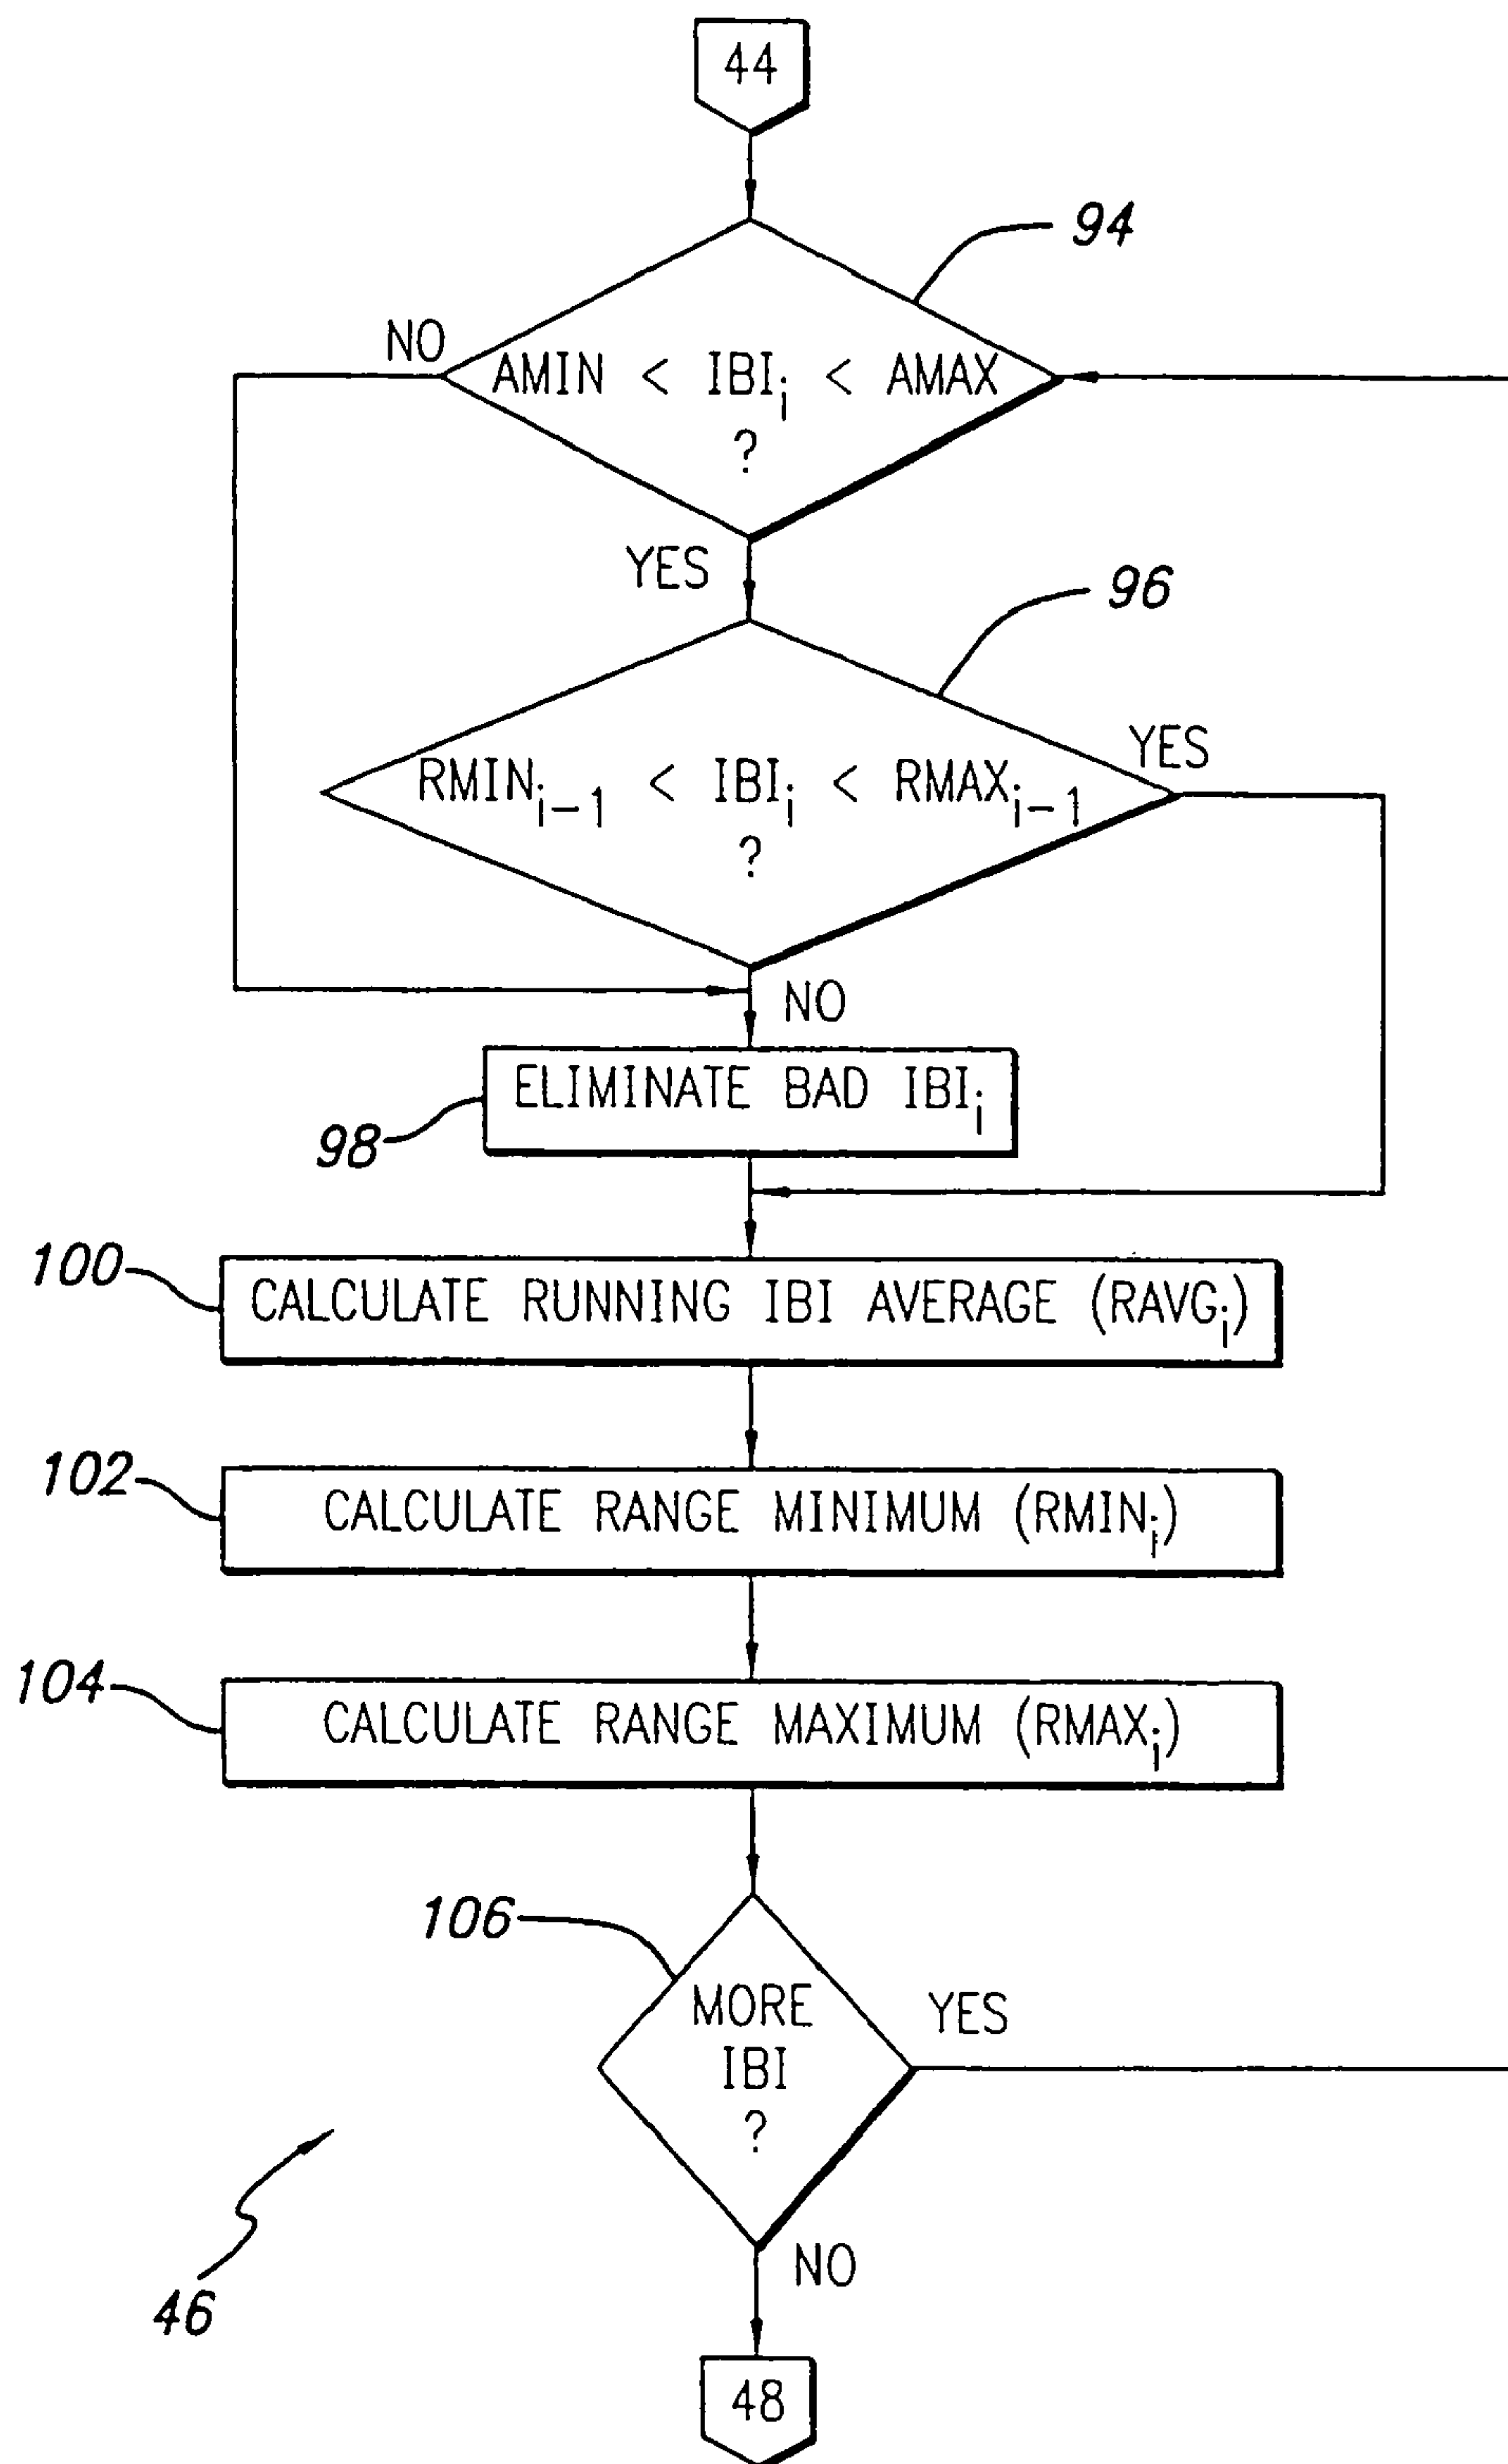 44
94
NO
AMIN < IBIᵢ < AMAX
?
YES
96
YES
RMINᵢ₋₁ < IBIᵢ < RMAXᵢ₋₁
?
NO
ELIMINATE BAD IBIᵢ
98
100
CALCULATE RUNNING IBI AVERAGE (RAVGᵢ)
102
CALCULATE RANGE MINIMUM (RMINᵢ)
104
CALCULATE RANGE MAXIMUM (RMAXᵢ)
106
MORE
IBI
?
YES
NO
46
48